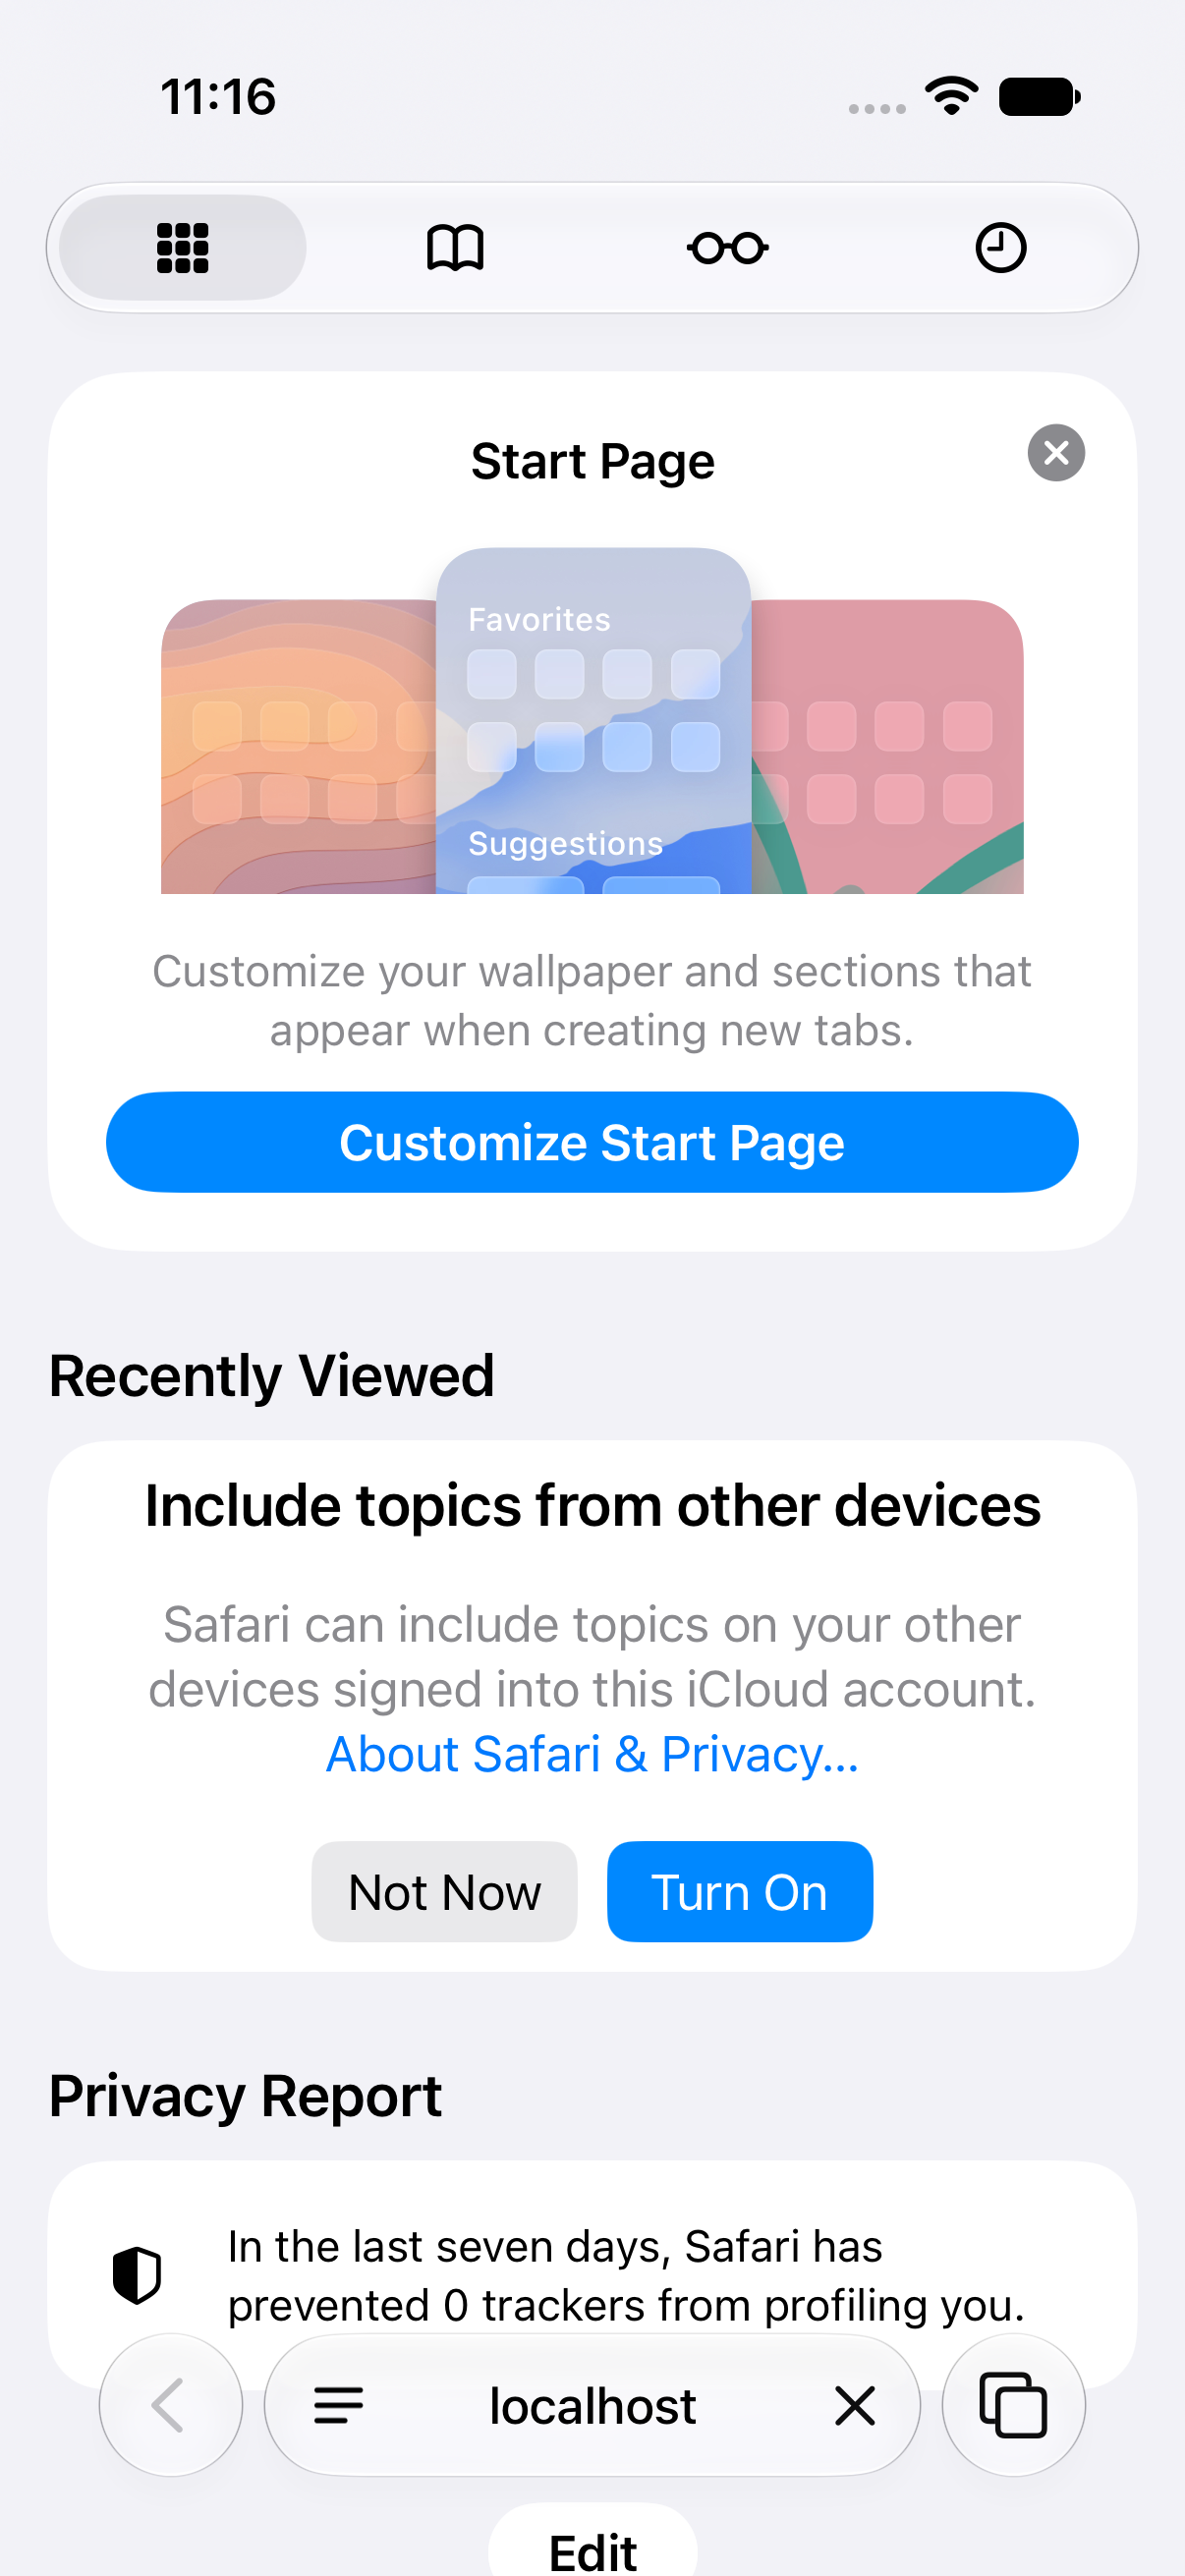 11:16
Start Page
Favorites
Suggestions
Customize your wallpaper and sections that
appear when creating new tabs.
Customize Start Page
Recently Viewed
Include topics from other devices
Safari can include topics on your other
devices signed into this iCloud account.
About Safari & Privacy...
Not Now
Turn On
Privacy Report
In the last seven days, Safari has
prevented 0 trackers from profiling you.
localhost
Edit